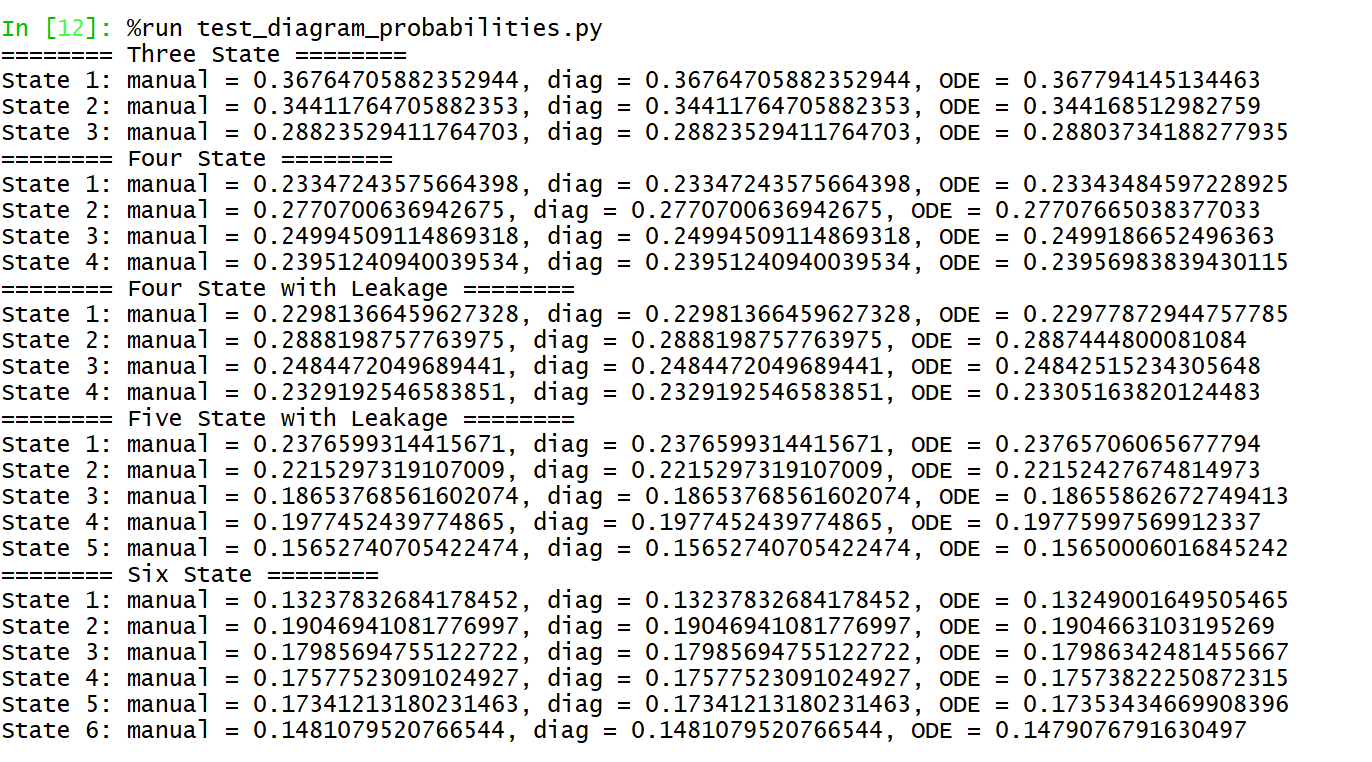 In [12]: %run test_diagram_probabilities.py
======== Three State ========
State 1: manual = 0.36764705882352944, diag = 0.36764705882352944, ODE = 0.367794145134463
State 2: manual = 0.34411764705882353, diag = 0.34411764705882353, ODE = 0.344168512982759
State 3: manual = 0.28823529411764703, diag = 0.28823529411764703, ODE = 0.28803734188277935
======== Four State ========
State 1: manual = 0.23347243575664398, diag = 0.23347243575664398, ODE = 0.23343484597228925
State 2: manual = 0.2770700636942675, diag = 0.2770700636942675, ODE = 0.27707665038377033
State 3: manual = 0.24994509114869318, diag = 0.24994509114869318, ODE = 0.2499186652496363
State 4: manual = 0.23951240940039534, diag = 0.23951240940039534, ODE = 0.23956983839430115
======== Four State with Leakage ========
State 1: manual = 0.22981366459627328, diag = 0.22981366459627328, ODE = 0.22977872944757785
State 2: manual = 0.2888198757763975, diag = 0.2888198757763975, ODE = 0.2887444800081084
State 3: manual = 0.2484472049689441, diag = 0.2484472049689441, ODE = 0.24842515234305648
State 4: manual = 0.2329192546583851, diag = 0.2329192546583851, ODE = 0.23305163820124483
======== Five State with Leakage ========
State 1: manual = 0.2376599314415671, diag = 0.2376599314415671, ODE = 0.23765706065677794
State 2: manual = 0.2215297319107009, diag = 0.2215297319107009, ODE = 0.22152427674814973
State 3: manual = 0.18653768561602074, diag = 0.18653768561602074, ODE = 0.18655862672749413
State 4: manual = 0.1977452439774865, diag = 0.1977452439774865, ODE = 0.19775997569912337
State 5: manual = 0.15652740705422474, diag = 0.15652740705422474, ODE = 0.15650006016845242
======== Six State ========
State 1: manual = 0.13237832684178452, diag = 0.13237832684178452, ODE = 0.13249001649505465
State 2: manual = 0.19046941081776997, diag = 0.19046941081776997, ODE = 0.1904663103195269
State 3: manual = 0.17985694755122722, diag = 0.17985694755122722, ODE = 0.17986342481455667
State 4: manual = 0.17577523091024927, diag = 0.17577523091024927, ODE = 0.17573822250872315
State 5: manual = 0.17341213180231463, diag = 0.17341213180231463, ODE = 0.17353434669908396
State 6: manual = 0.1481079520766544, diag = 0.1481079520766544, ODE = 0.1479076791630497